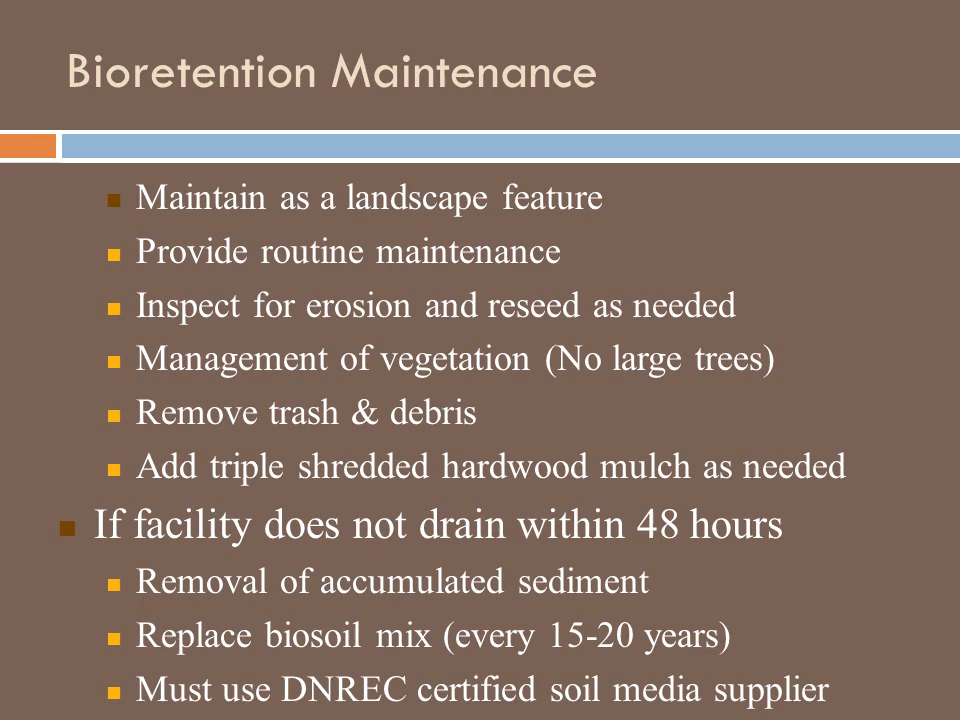 Bioretention Maintenance
Maintain as a landscape feature
Provide routine maintenance
Inspect for erosion and reseed as needed
Management of vegetation (No large trees)
Remove trash & debris
Add triple shredded hardwood mulch as needed
If facility does not drain within 48 hours
Removal of accumulated sediment
Replace biosoil mix (every 15-20 years)
Must use DNREC certified soil media supplier